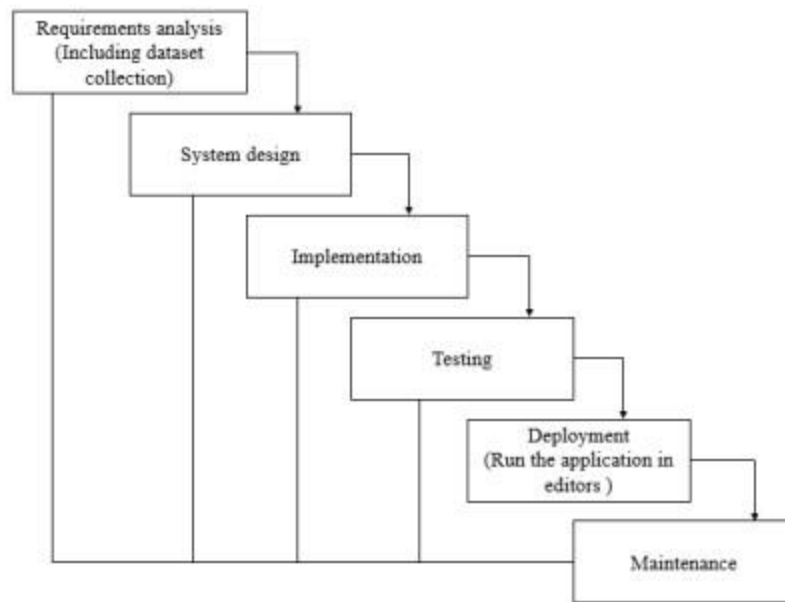 Requirements analysis
(Including dataset
collection)
System design
Implementation
Testing
Deployment
(Run the application in
editors )
Maintenance